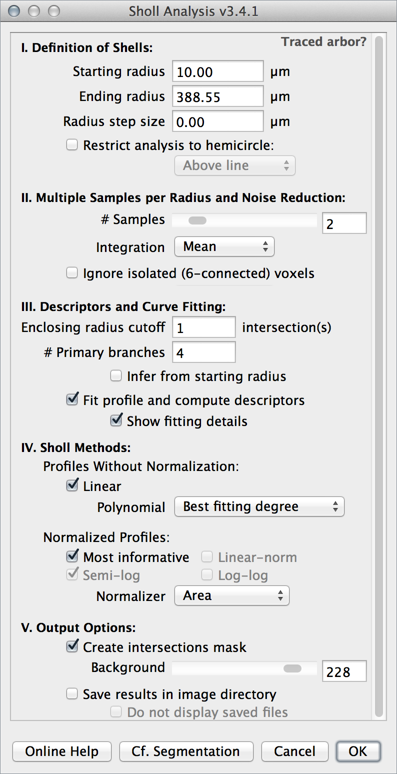 Sholl Analysis v3.4.1
Traced arbor?
I. Definition of Shells:
Starting radius 10.00 µm
Ending radius 388.55 µm
Radius step size 0.00 µm
Restrict analysis to hemicircle:
Above line
II. Multiple Samples per Radius and Noise Reduction:
# Samples 2
Integration Mean
Ignore isolated (6-connected) voxels
III. Descriptors and Curve Fitting:
Enclosing radius cutoff 1 intersection(s)
# Primary branches 4
Infer from starting radius
Fit profile and compute descriptors
Show fitting details
IV. Sholl Methods:
Profiles Without Normalization:
Linear
Polynomial Best fitting degree
Normalized Profiles:
Most informative Linear-norm
Semi-log Log-log
Normalizer Area
V. Output Options:
Create intersections mask
Background 228
Save results in image directory
Do not display saved files
Online Help Cf. Segmentation Cancel OK